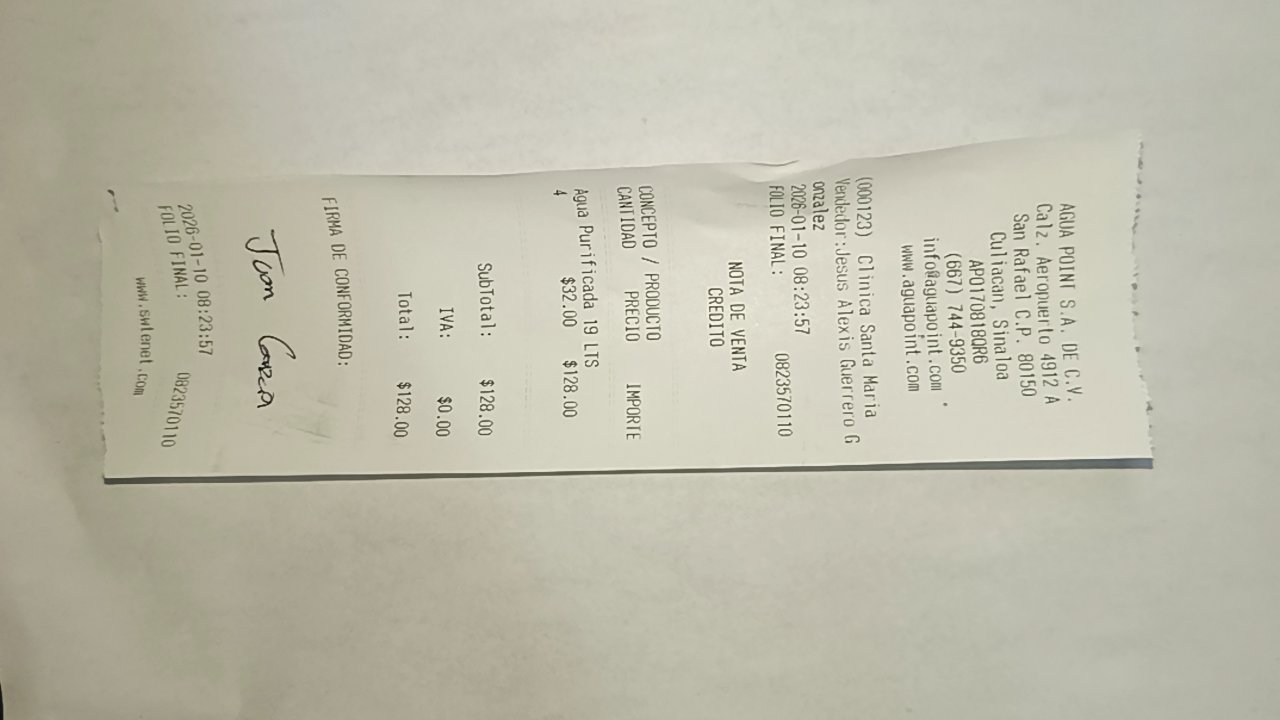 AGUA POINT S.A. DE C.V.
Calz. Aeropuerto 4912 A
San Rafael C.P. 80150
Culiacan, Sinaloa
APO170818QR6
(667) 744-9350
info@aguapoint.com
www.aguapoint.com
(000123) Clinica Santa Maria
Vendedor:Jesus Alexis Guerrero G
onzalez
2026-01-10 08:23:57
FOLIO FINAL: 0823570110
NOTA DE VENTA
CREDITO
CONCEPTO / PRODUCTO
CANTIDAD PRECIO IMPORTE
Agua Purificada 19 LTS
4 $32.00 $128.00
SubTotal: $128.00
IVA: $0.00
Total: $128.00
FIRMA DE CONFORMIDAD:
Juan Garcia
2026-01-10 08:23:57
FOLIO FINAL: 0823570110
www.swtenet.com